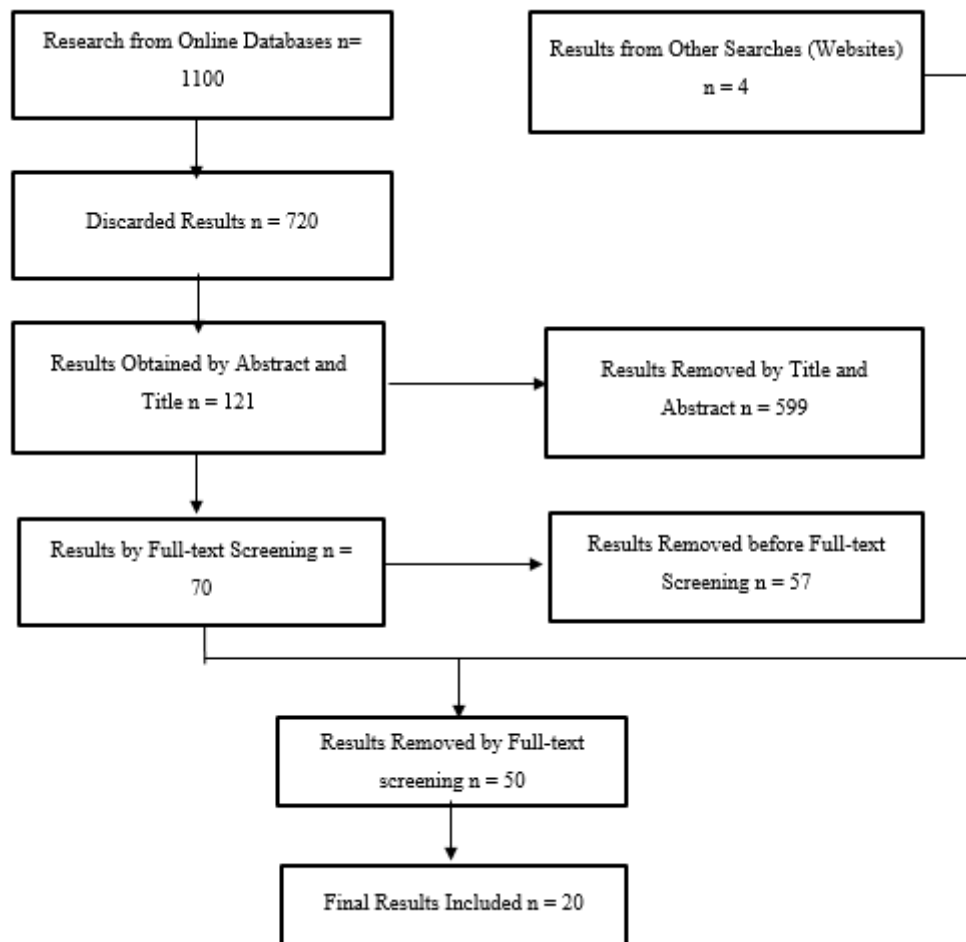 Research from Online Databases n=
1100
Results from Other Searches (Websites)
n = 4
Discarded Results n = 720
Results Obtained by Abstract and
Title n = 121
Results Removed by Title and
Abstract n = 599
Results by Full-text Screening n =
70
Results Removed before Full-text
Screening n = 57
Results Removed by Full-text
screening n = 50
Final Results Included n = 20